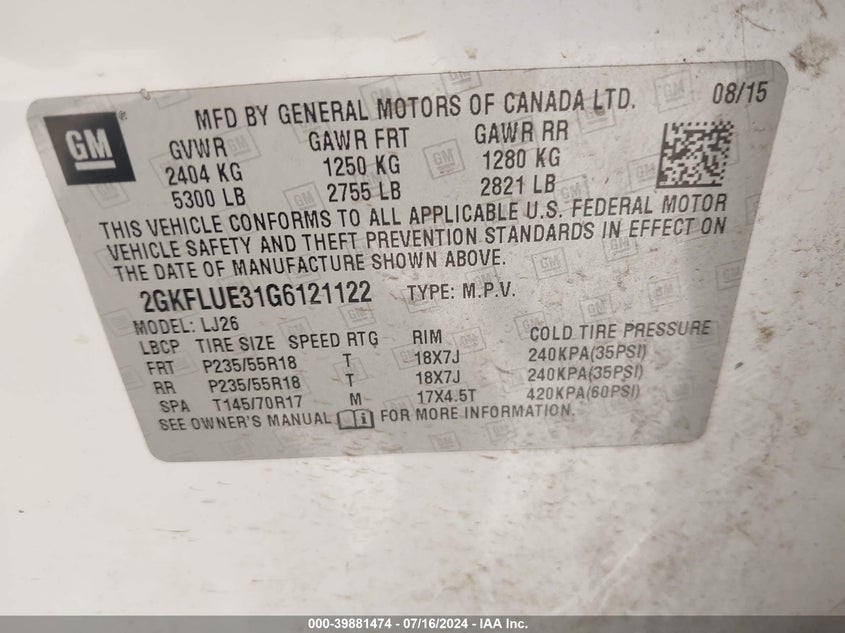 MFD BY GENERAL MOTORS OF CANADA LTD. 08/15
GM®
GVWR GAWR FRT GAWR RR
2404 KG 1250 KG 1280 KG
5300 LB 2755 LB 2821 LB
THIS VEHICLE CONFORMS TO ALL APPLICABLE U.S. FEDERAL MOTOR
VEHICLE SAFETY AND THEFT PREVENTION STANDARDS IN EFFECT ON
THE DATE OF MANUFACTURE SHOWN ABOVE.
2GKFLUE31G6121122 TYPE: M.P.V.
MODEL: LJ26
LBCP TIRE SIZE SPEED RTG RIM COLD TIRE PRESSURE
FRT P235/55R18 T 18X7J 240KPA(35PSI)
RR P235/55R18 T 18X7J 240KPA(35PSI)
SPA T145/70R17 M 17X4.5T 420KPA(60PSI)
SEE OWNER'S MANUAL FOR MORE INFORMATION.
000-39881474 - 07/16/2024 - IAA Inc.